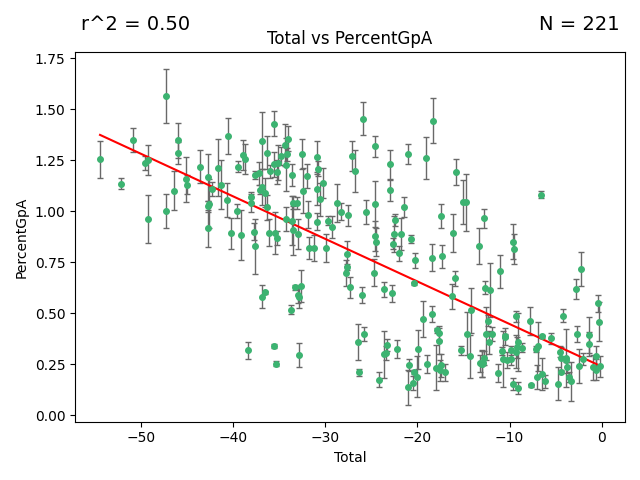 r^2 = 0.50
N = 221
Total vs PercentGpA
PercentGpA
1.75
1.50
1.25
1.00
0.75
0.50
0.25
0.00
−50
−40
−30
−20
−10
0
Total